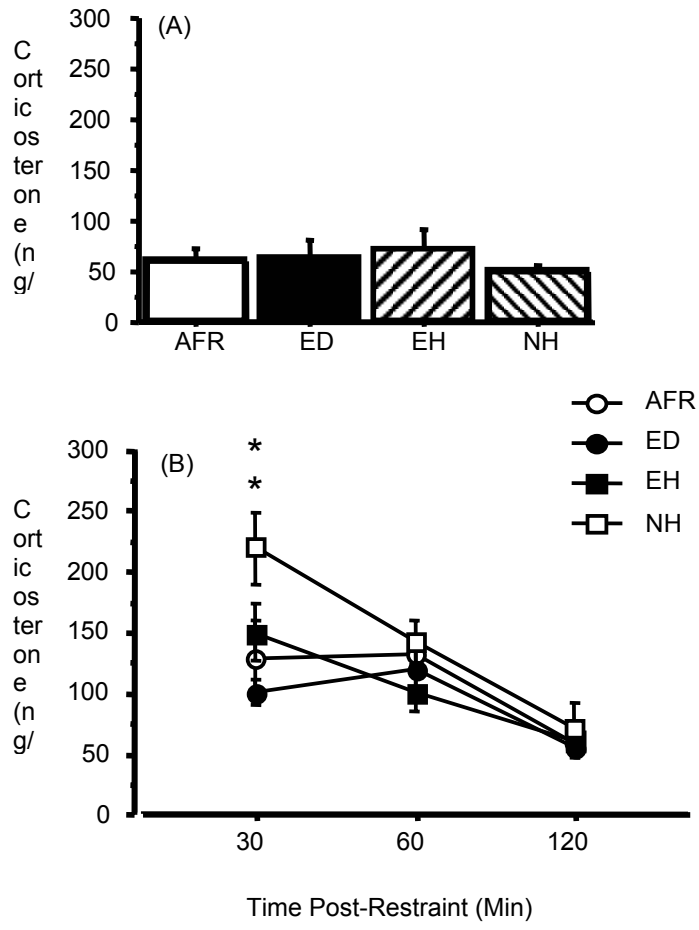 300
(A)
250
200
150
100
50
0
C
ort
ic
os
ter
on
e
(n
g/
AFR
ED
EH
NH
AFR
ED
EH
NH
300
(B)
*
*
250
200
150
100
50
0
C
ort
ic
os
ter
on
e
(n
g/
30
60
120
Time Post-Restraint (Min)